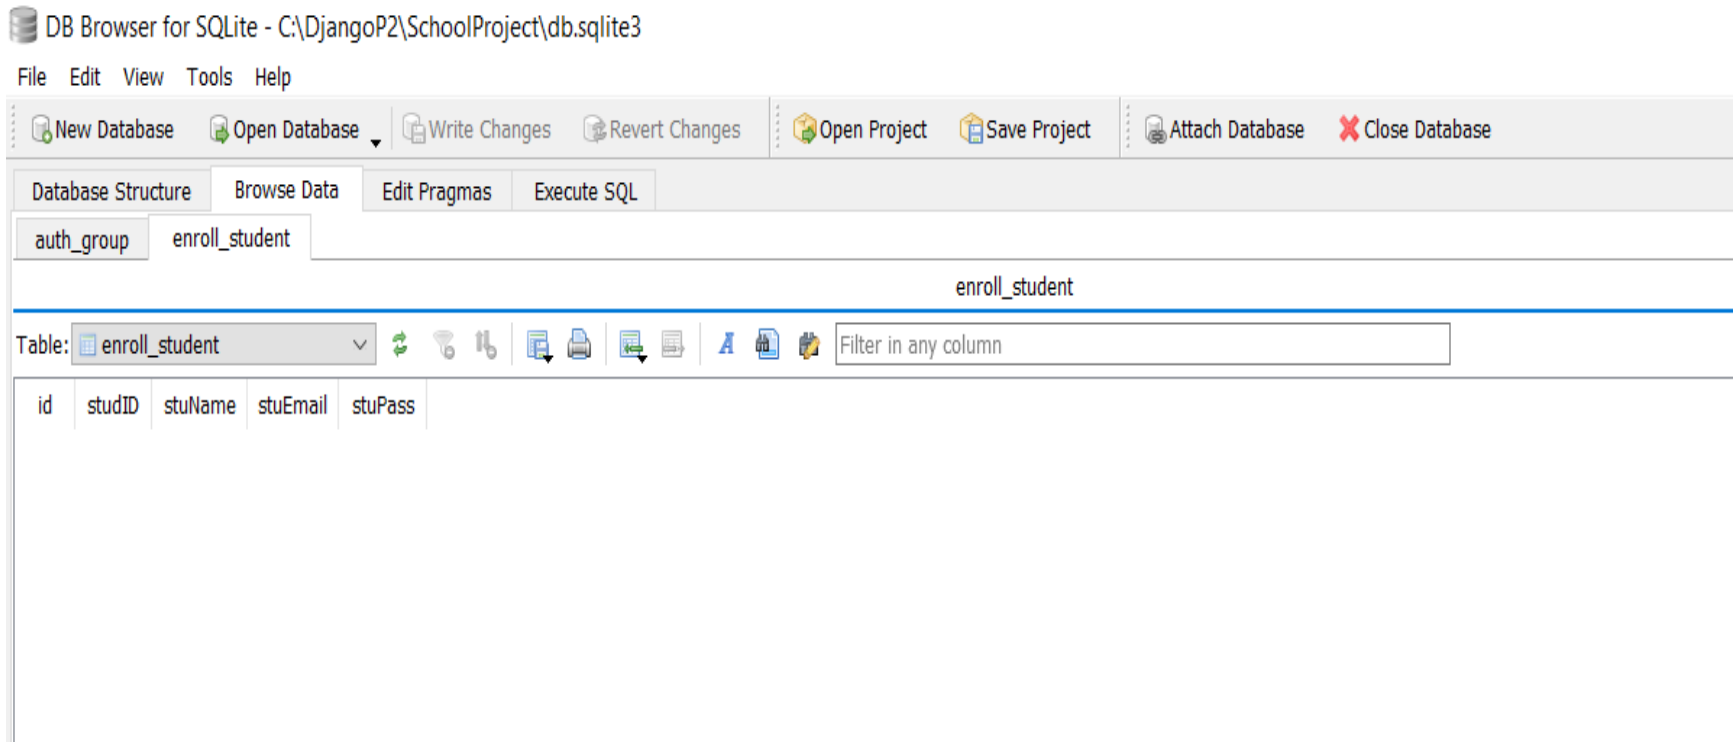 DB Browser for SQLite - C:\DjangoP2\SchoolProject\db.sqlite3
File Edit View Tools Help
New Database Open Database Write Changes Revert Changes Open Project Save Project Attach Database Close Database
Database Structure Browse Data Edit Pragmas Execute SQL
auth_group enroll_student
enroll_student
Table: enroll_student Filter in any column
id studID stuName stuEmail stuPass